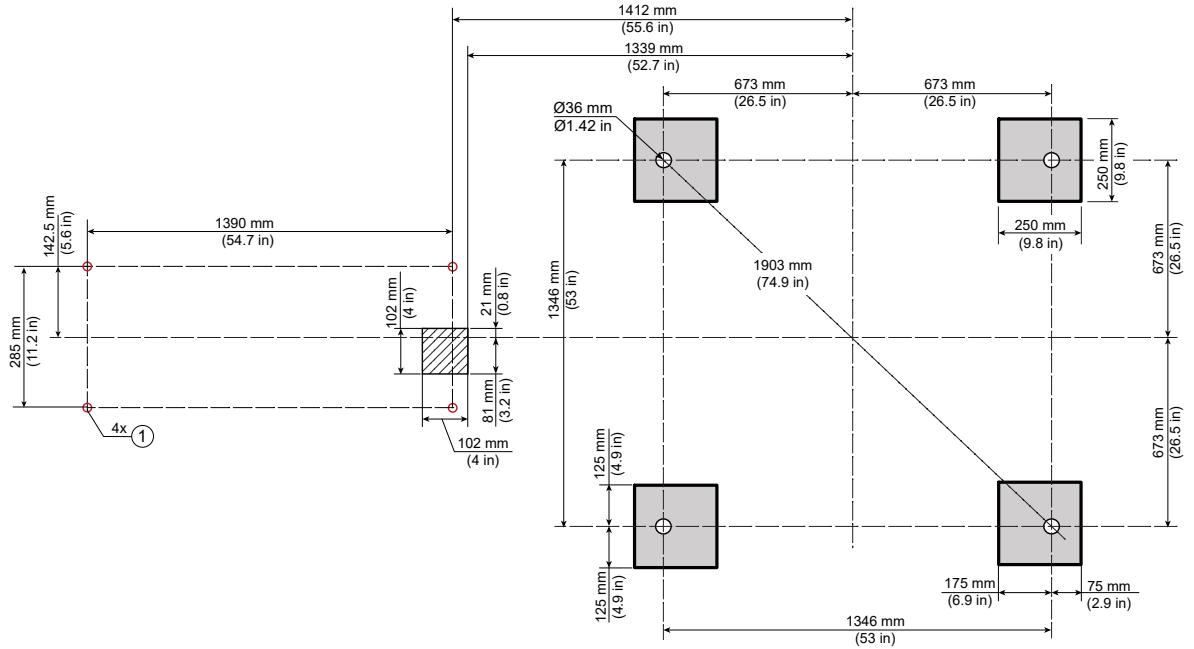 1412 mm
(55.6 in)
1339 mm
(52.7 in)
673 mm
(26.5 in)
673 mm
(26.5 in)
Ø36 mm
Ø1.42 in
250 mm
(9.8 in)
250 mm
(9.8 in)
142.5 mm
(5.6 in)
1390 mm
(54.7 in)
1903 mm
(74.9 in)
673 mm
(26.5 in)
1346 mm
(53 in)
102 mm
(4 in)
21 mm
(0.8 in)
285 mm
(11.2 in)
81 mm
(3.2 in)
4x 1
102 mm
(4 in)
673 mm
(26.5 in)
125 mm
(4.9 in)
125 mm
(4.9 in)
175 mm
(6.9 in)
75 mm
(2.9 in)
1346 mm
(53 in)